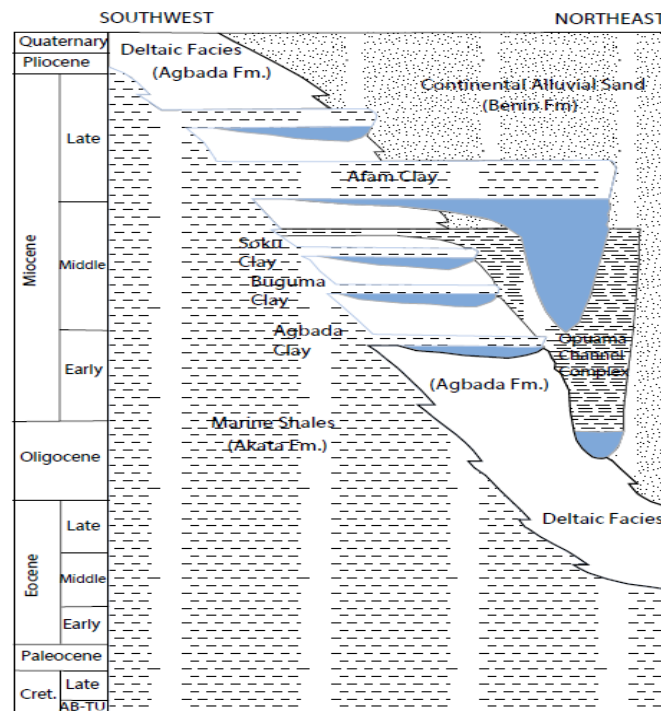 SOUTHWEST
NORTHEAST
Quaternary
Pliocene
Miocene
Late
Middle
Early
Oligocene
Eocene
Late
Middle
Early
Paleocene
Cret.
Late
AB-TU
Deltaic Facies
(Agbada Fm.)
Continental Alluvial Sand
(Benin Fm)
Afam Clay
Soku
Clay
Buguma
Clay
Agbada
Clay
Opuama
Channel
Complex
(Agbada Fm.)
Marine Shales
(Akata Fm.)
Deltaic Facies